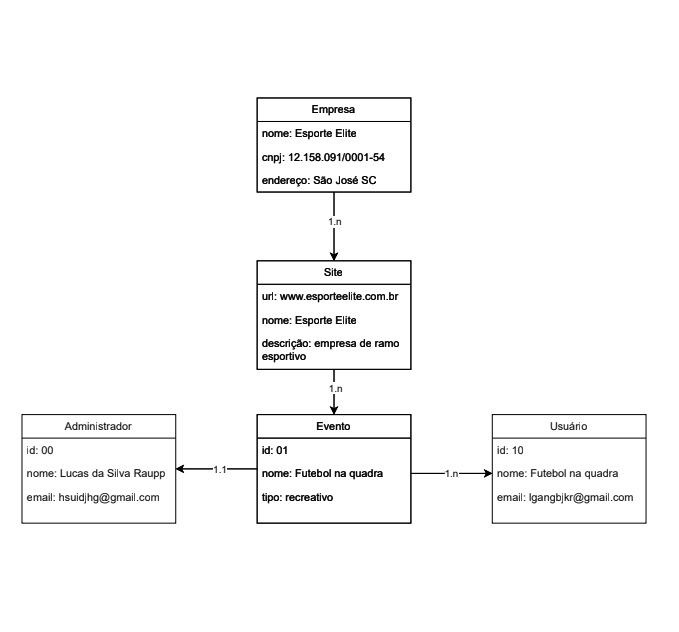 Empresa
nome: Esporte Elite
cnpj: 12.158.091/0001-54
endereço: São José SC
1.n
Site
url: www.esporteelite.com.br
nome: Esporte Elite
descrição: empresa de ramo
esportivo
1.n
Administrador
id: 00
nome: Lucas da Silva Raupp
email: hsuidjhg@gmail.com
1.1
Evento
id: 01
nome: Futebol na quadra
tipo: recreativo
1.n
Usuário
id: 10
nome: Futebol na quadra
email: lgangbjkr@gmail.com